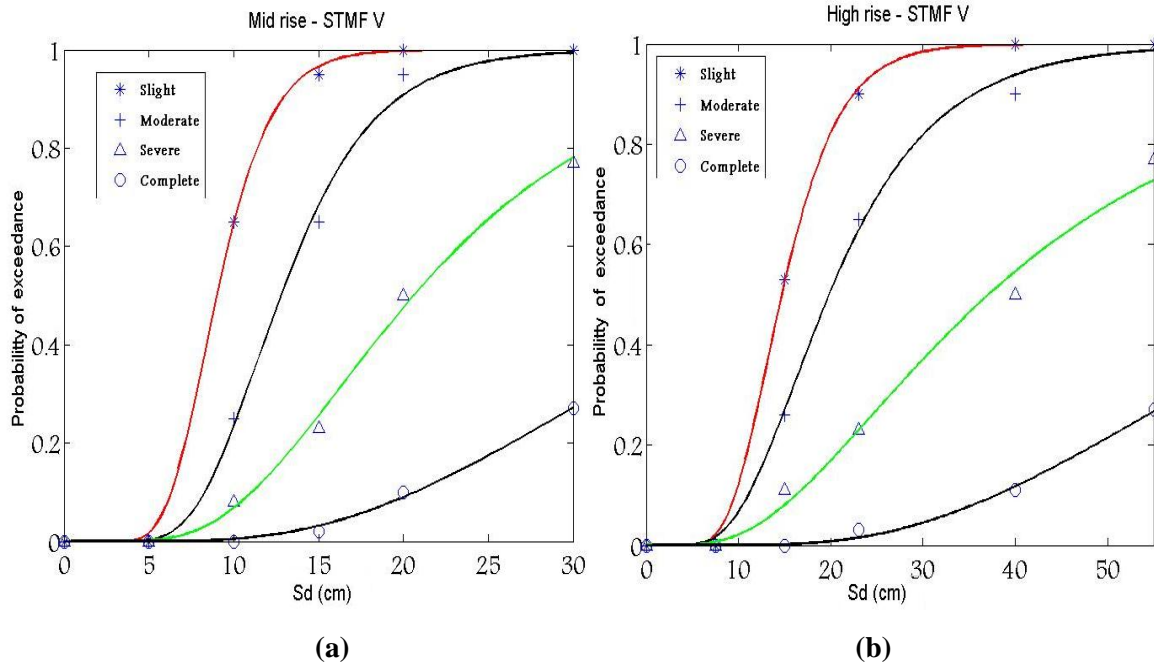 Mid rise - STMF V
1
0.8
0.6
0.4
0.2
0
Probability of exceedance
Slight
Moderate
Severe
Complete
0 5 10 15 20 25 30
Sd (cm)
(a)
High rise - STMF V
1
0.8
0.6
0.4
0.2
0
Probabilitty of exceedance
Slight
Moderate
Severe
Complete
0 10 20 30 40 50
Sd (cm)
(b)